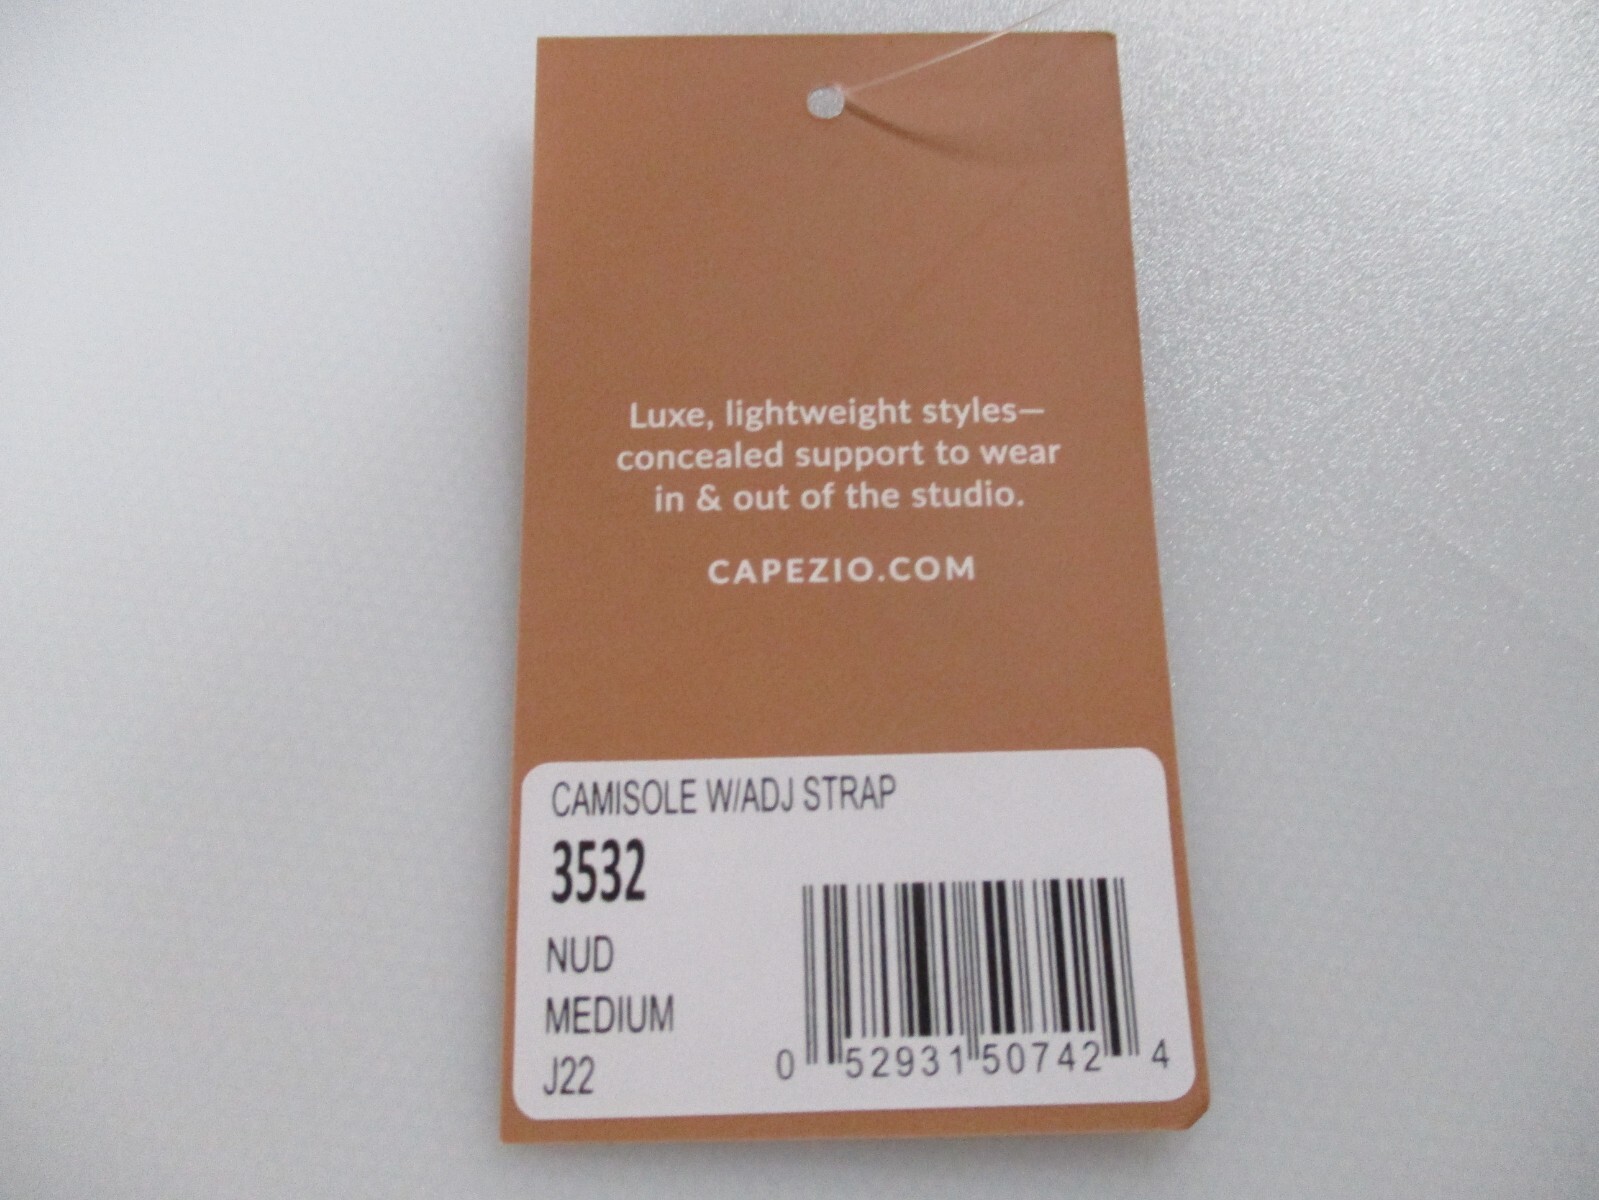 Luxe, lightweight styles—
concealed support to wear
in & out of the studio.
CAPEZIO.COM
CAMISOLE W/ADJ STRAP
3532
NUD
MEDIUM
J22
0 52931 50742 4